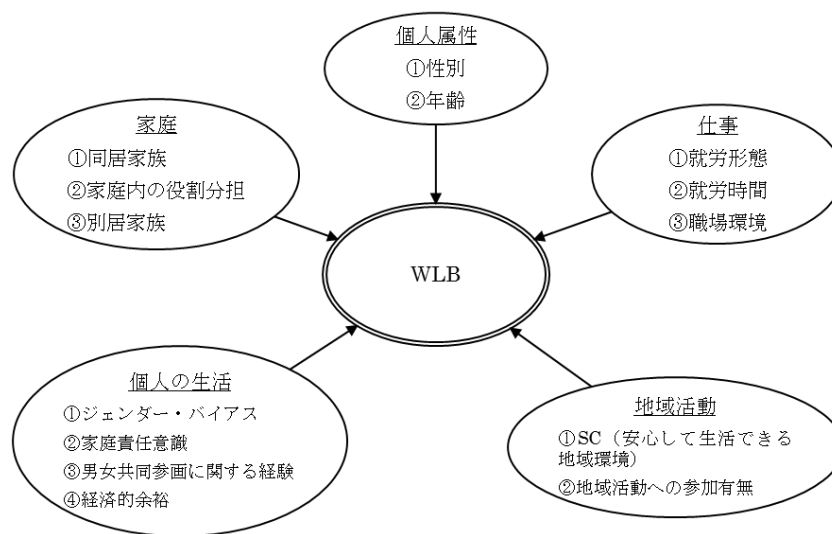 個人属性
①性別
②年齢
家庭
①同居家族
②家庭内の役割分担
③別居家族
仕事
①就労形態
②就労時間
③職場環境
WLB
個人の生活
①ジェンダー・バイアス
②家庭責任意識
③男女共同参画に関する経験
④経済的余裕
地域活動
①SC（安心して生活できる
地域環境）
②地域活動への参加有無